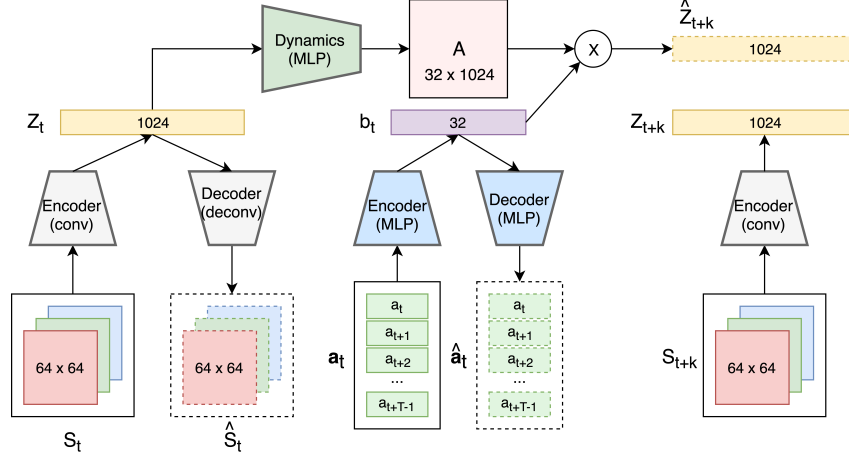 Dynamics
(MLP)
A
32 x 1024
X
Ẑt+k
1024
Zt
1024
bt
32
Zt+k
1024
Encoder
(conv)
Decoder
(deconv)
Encoder
(MLP)
Decoder
(MLP)
Encoder
(conv)
64 x 64
St
64 x 64
Ŝt
at
at
at+1
at+2
...
at+T-1
ât
at
at+1
at+2
...
at+T-1
St+k
64 x 64